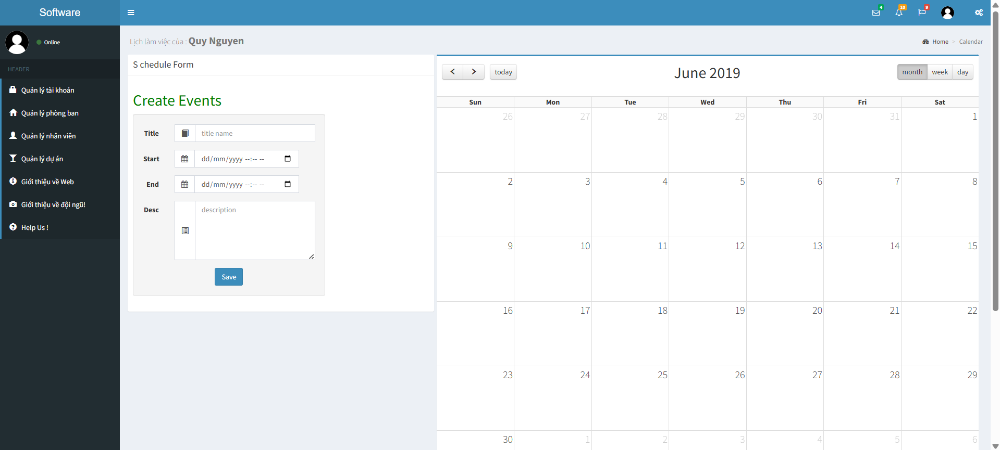 Software
4
10
9
Online
HEADER
Quản lý tài khoản
Quản lý phòng ban
Quản lý nhân viên
Quản lý dự án
Giới thiệu về Web
Giới thiệu về đội ngũ!
Help Us !
Lịch làm việc của : Quy Nguyen
Home > Calendar
S chedule Form
Create Events
Title title name
Start dd/mm/yyyy --:-- --
End dd/mm/yyyy --:-- --
Desc description
Save
today
June 2019
month week day
Sun Mon Tue Wed Thu Fri Sat
26 27 28 29 30 31 1
2 3 4 5 6 7 8
9 10 11 12 13 14 15
16 17 18 19 20 21 22
23 24 25 26 27 28 29
30 1 2 3 4 5 6